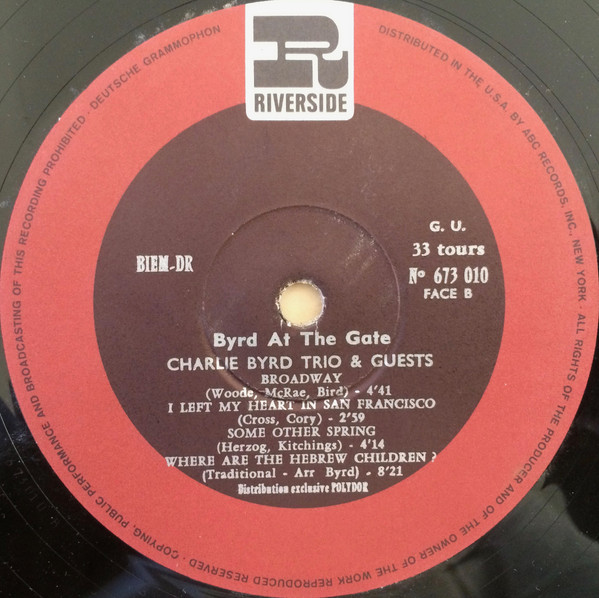 R
RIVERSIDE
DISTRIBUTED IN THE U.S.A. BY ABC RECORDS, INC., NEW YORK - ALL RIGHTS OF THE PRODUCER AND OF THE OWNER OF THE WORK REPRODUCED RESERVED - COPYING, PUBLIC PERFORMANCE AND BROADCASTING OF THIS RECORDING PROHIBITED · DEUTSCHE GRAMMOPHON
BIEM-DR
G. U.
33 tours
Nº 673 010
FACE B
Byrd At The Gate
CHARLIE BYRD TRIO & GUESTS
BROADWAY
(Woode, McRae, Bird) - 4'41
I LEFT MY HEART IN SAN FRANCISCO
(Cross, Cory) - 2'59
SOME OTHER SPRING
(Herzog, Kitchings) - 4'14
WHERE ARE THE HEBREW CHILDREN ?
(Traditional - Arr Byrd) - 8'21
Distribution exclusive POLYDOR